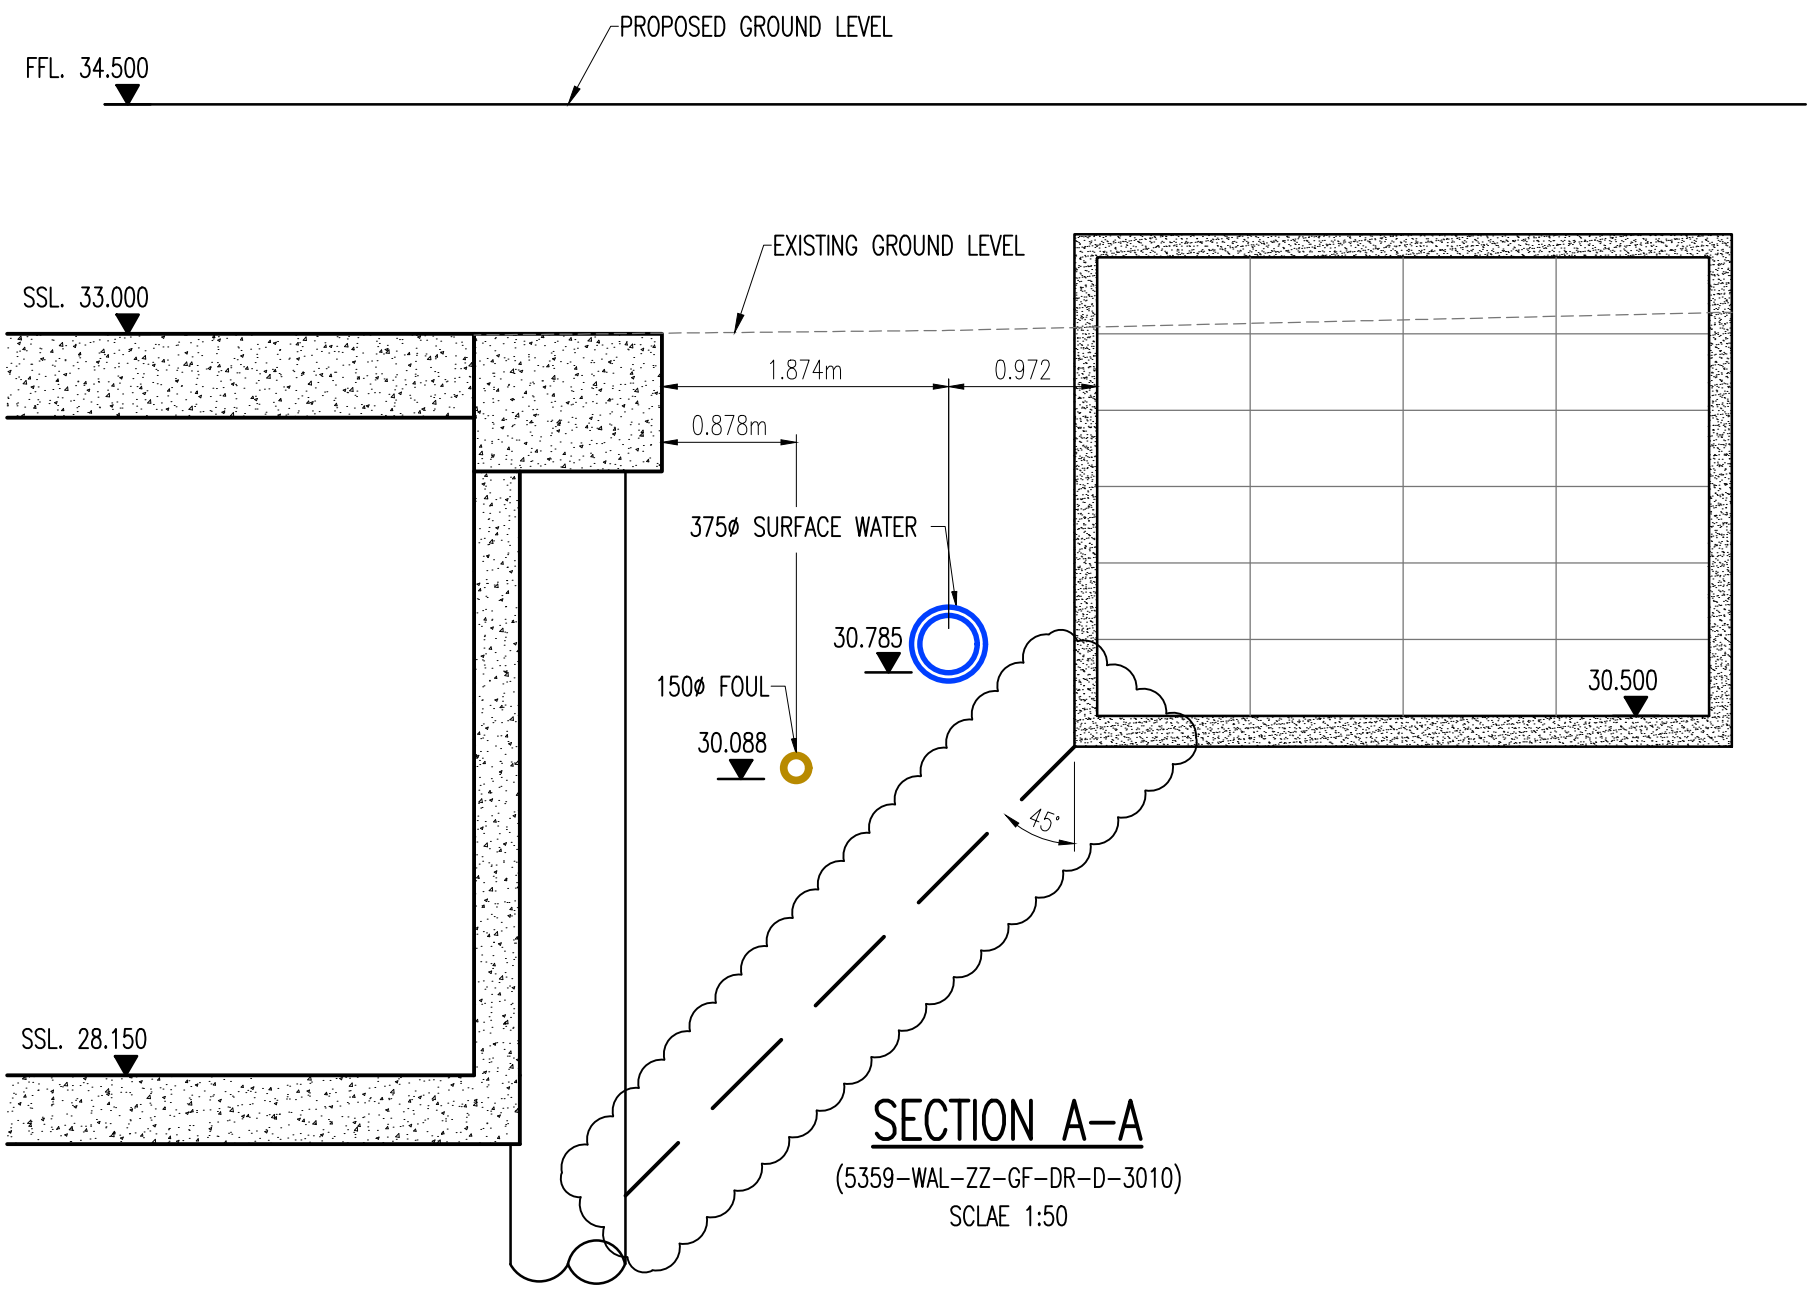 PROPOSED GROUND LEVEL
FFL. 34.500
EXISTING GROUND LEVEL
SSL. 33.000
1.874m
0.972
0.878m
375ø SURFACE WATER
30.785
150ø FOUL
30.500
30.088
45°
SSL. 28.150
SECTION A-A
(5359-WAL-ZZ-GF-DR-D-3010)
SCLAE 1:50